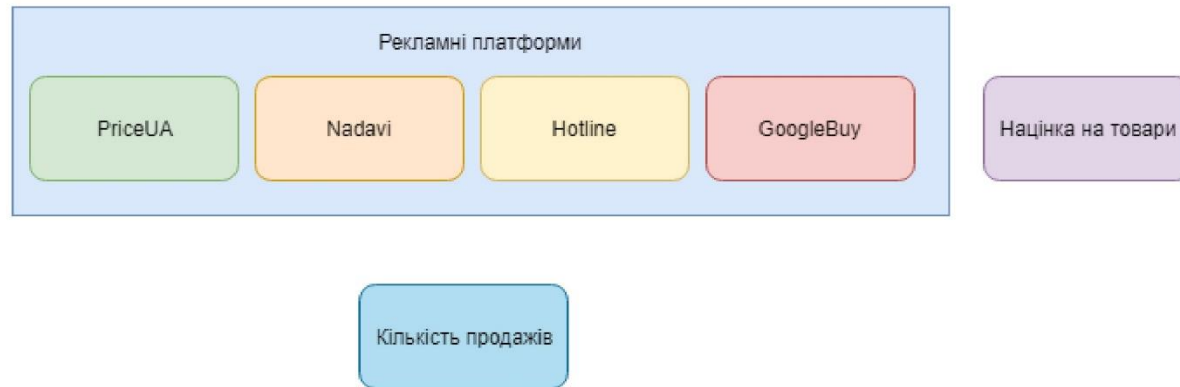 Рекламні платформи
PriceUA
Nadavi
Hotline
GoogleBuy
Націнка на товари
Кількість продажів